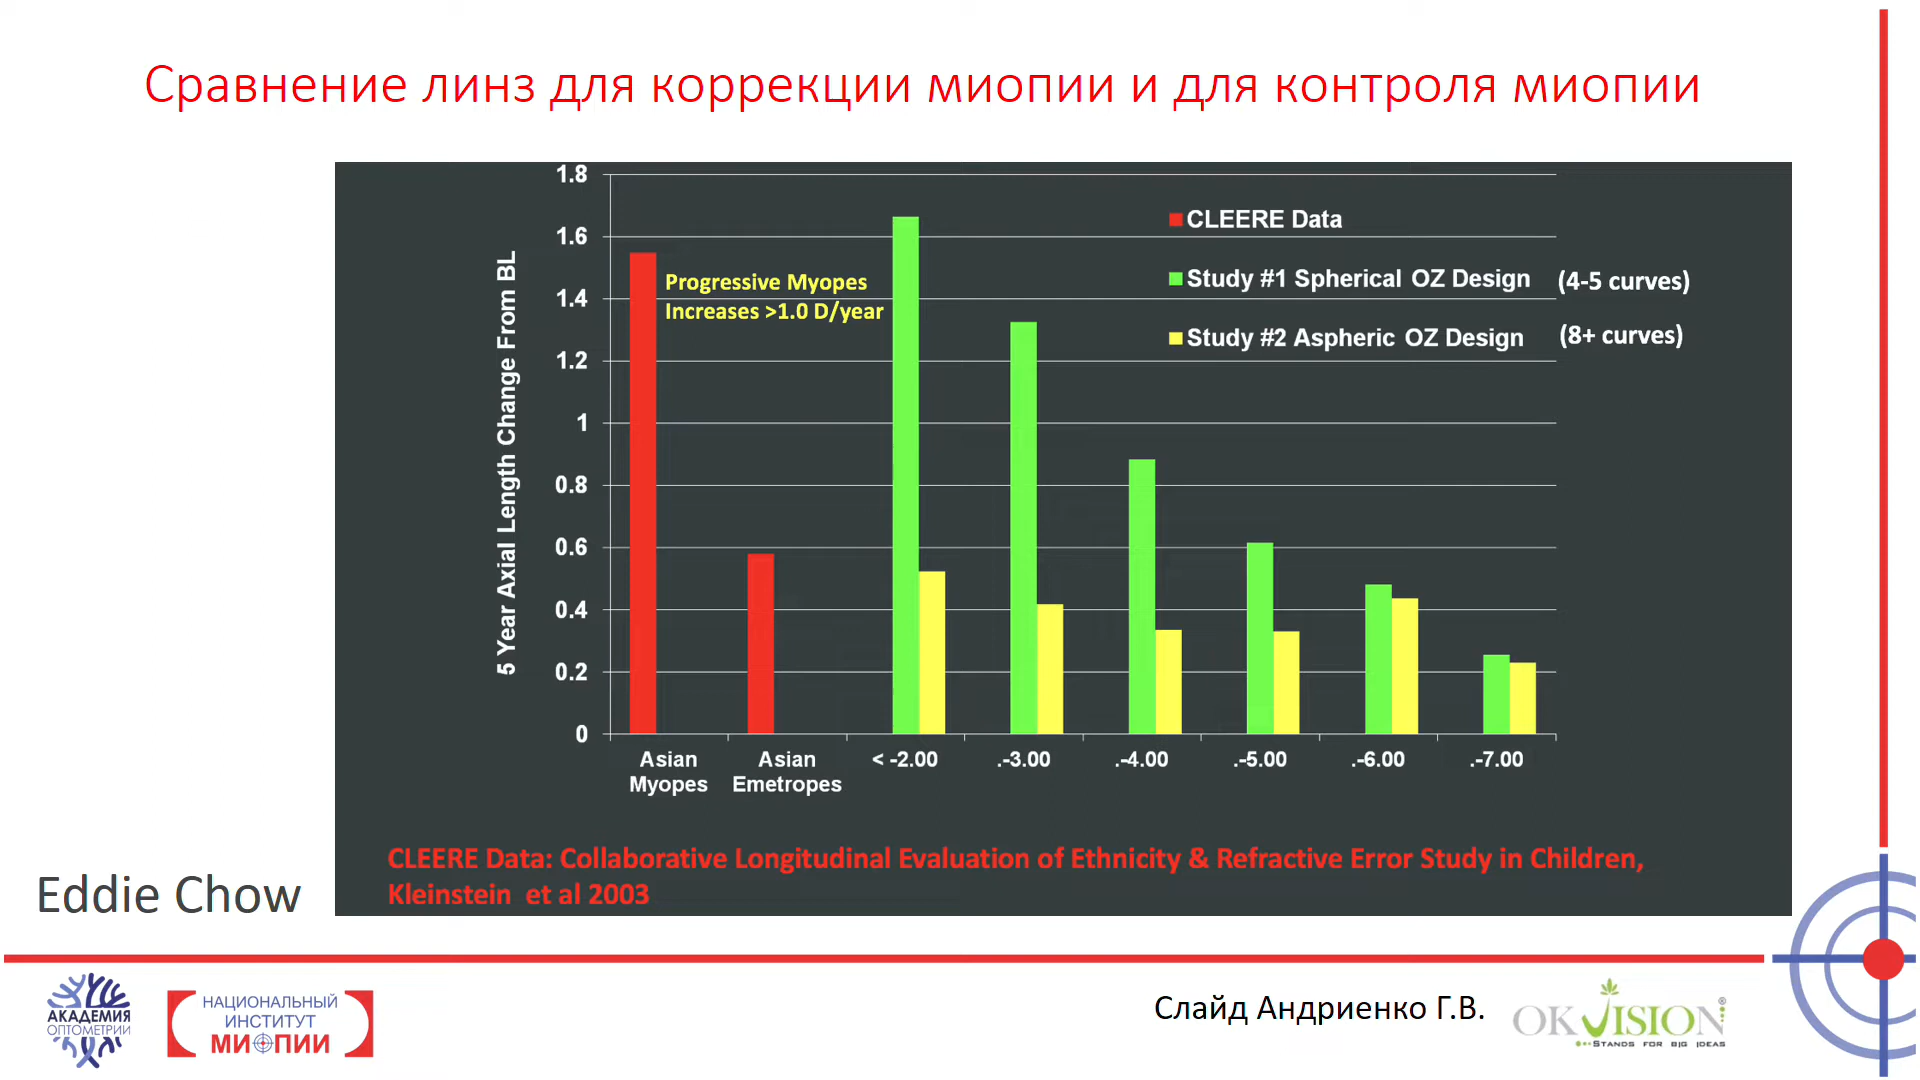 Сравнение линз для коррекции миопии и для контроля миопии
1.8
1.6
1.4
1.2
1
0.8
0.6
0.4
0.2
0
5 Year Axial Length Change From BL
Progressive Myopes
Increases >1.0 D/year
CLEERE Data
Study #1 Spherical OZ Design (4-5 curves)
Study #2 Aspheric OZ Design (8+ curves)
Asian Myopes
Asian Emetropes
< -2.00
.-3.00
.-4.00
.-5.00
.-6.00
.-7.00
CLEERE Data: Collaborative Longitudinal Evaluation of Ethnicity & Refractive Error Study in Children,
Kleinstein et al 2003
Eddie Chow
АКАДЕМИЯ
ОПТОМЕТРИИ
НАЦИОНАЛЬНЫЙ
ИНСТИТУТ
МИОПИИ
Слайд Андриенко Г.В.
OKVISION®
STANDS FOR BIG IDEAS